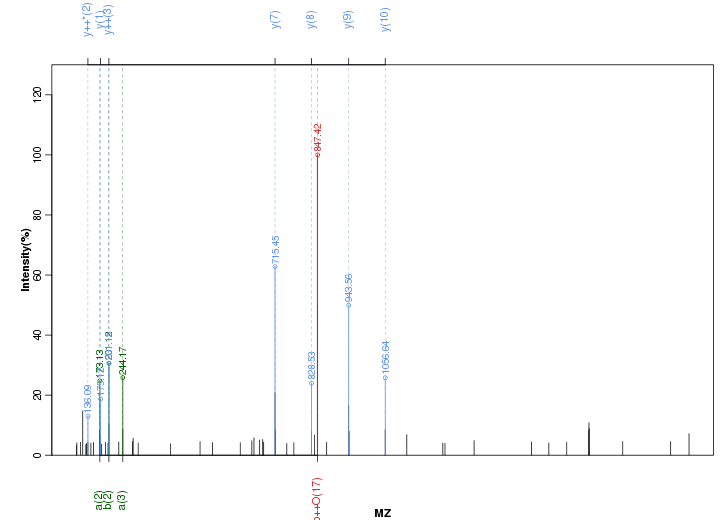 y++*(2)
y(1)
y++(3)
y(7)
y(8)
y(9)
y(10)
Intensity(%)
0
20
40
60
80
100
120
136.09
173.13
201.12
244.17
715.45
828.53
847.42
943.56
1056.64
a(2)
b(2)
a(3)
MZ